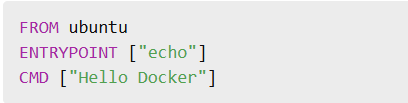 FROM ubuntu
ENTRYPOINT ["echo"]
CMD ["Hello Docker"]